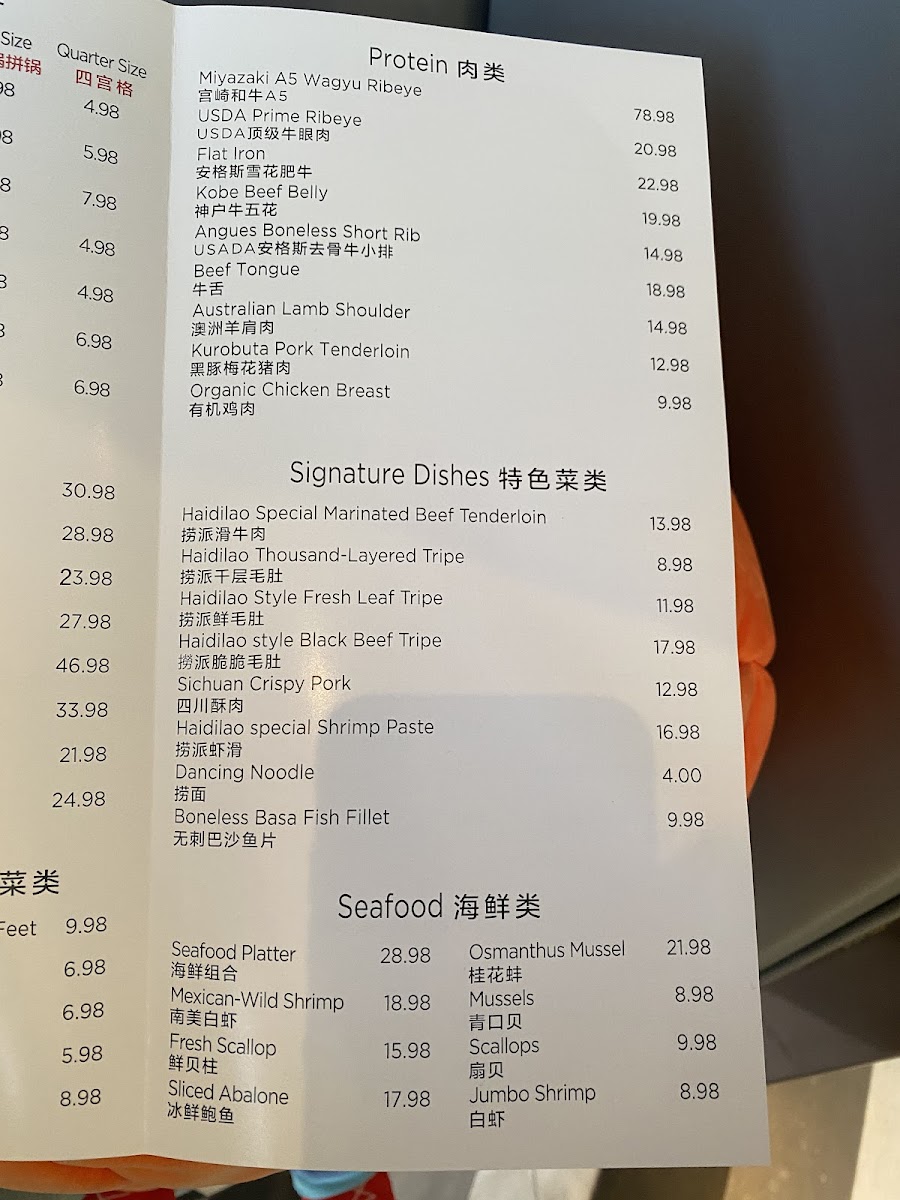 Size
锅拼锅
Quarter Size
四宫格
4.98
5.98
7.98
4.98
4.98
6.98
6.98
30.98
28.98
23.98
27.98
46.98
33.98
21.98
24.98
菜类
Feet 9.98
6.98
6.98
5.98
8.98
Protein 肉类
Miyazaki A5 Wagyu Ribeye 78.98
宫崎和牛A5
USDA Prime Ribeye 20.98
USDA顶级牛眼肉
Flat Iron 22.98
安格斯雪花肥牛
Kobe Beef Belly 19.98
神户牛五花
Angues Boneless Short Rib 14.98
USADA安格斯去骨牛小排
Beef Tongue 18.98
牛舌
Australian Lamb Shoulder 14.98
澳洲羊肩肉
Kurobuta Pork Tenderloin 12.98
黑豚梅花猪肉
Organic Chicken Breast 9.98
有机鸡肉
Signature Dishes 特色菜类
Haidilao Special Marinated Beef Tenderloin 13.98
捞派滑牛肉
Haidilao Thousand-Layered Tripe 8.98
捞派千层毛肚
Haidilao Style Fresh Leaf Tripe 11.98
捞派鲜毛肚
Haidilao style Black Beef Tripe 17.98
撈派脆脆毛肚
Sichuan Crispy Pork 12.98
四川酥肉
Haidilao special Shrimp Paste 16.98
捞派虾滑
Dancing Noodle 4.00
捞面
Boneless Basa Fish Fillet 9.98
无刺巴沙鱼片
Seafood 海鲜类
Seafood Platter 28.98
海鲜组合
Mexican-Wild Shrimp 18.98
南美白虾
Fresh Scallop 15.98
鲜贝柱
Sliced Abalone 17.98
冰鲜鲍鱼
Osmanthus Mussel 21.98
桂花蚌
Mussels 8.98
青口贝
Scallops 9.98
扇贝
Jumbo Shrimp 8.98
白虾